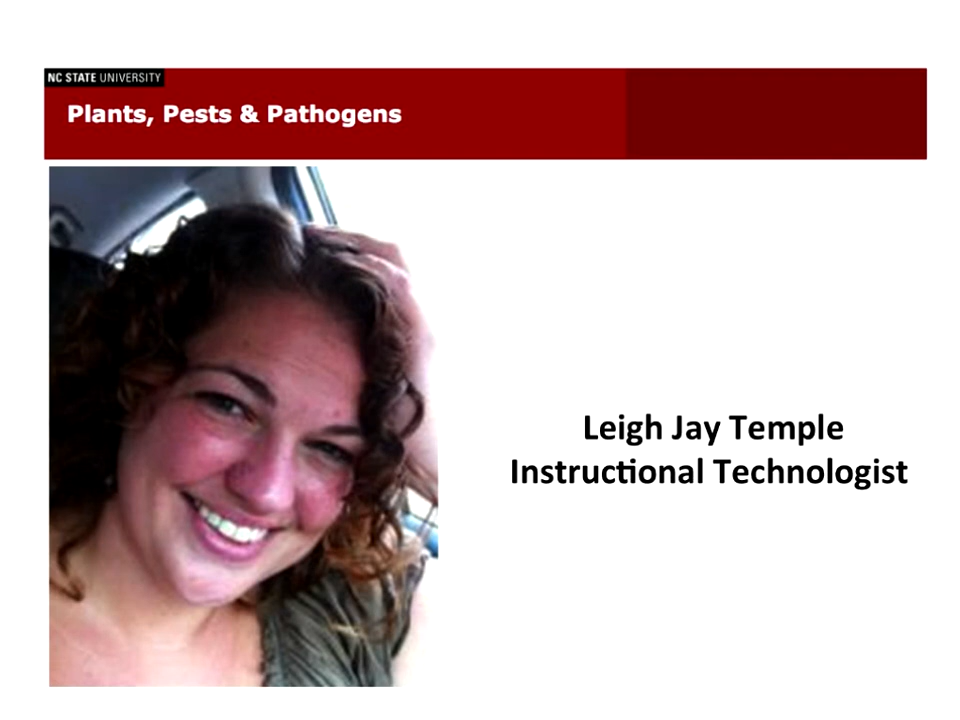 NC STATE UNIVERSITY
Plants, Pests & Pathogens
Leigh Jay Temple
Instructional Technologist